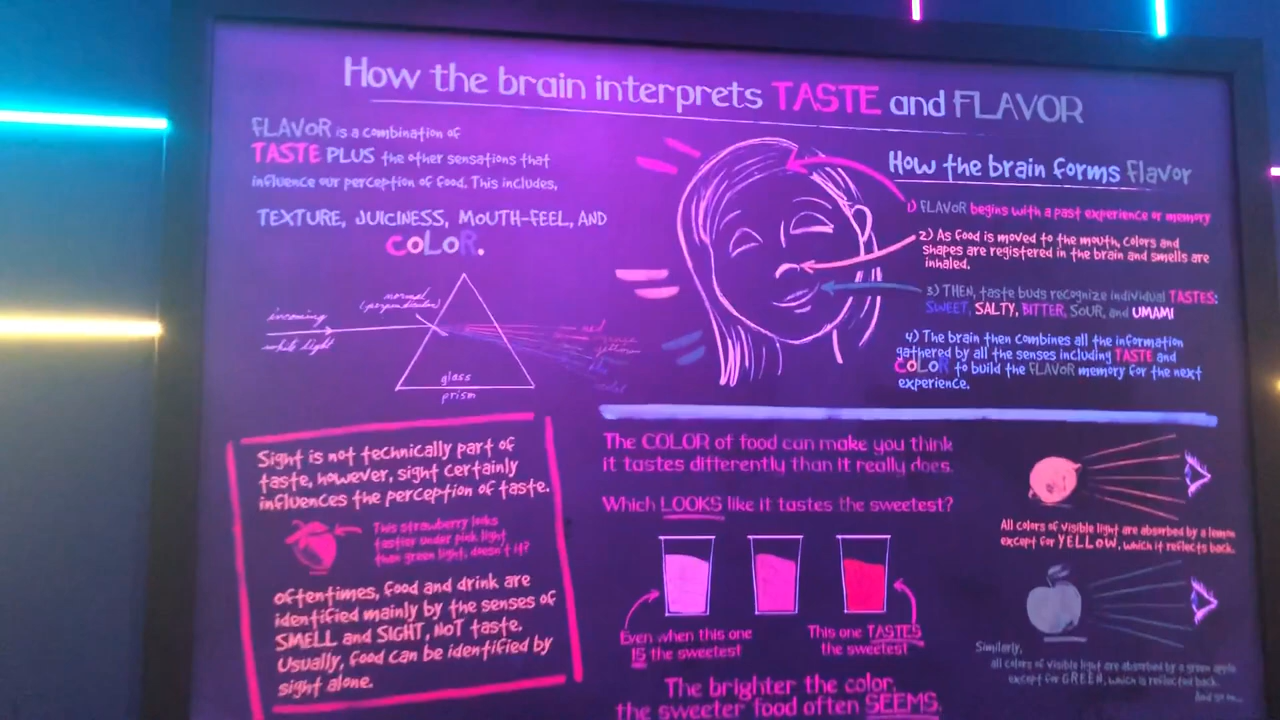 How the brain interprets TASTE and FLAVOR
FLAVOR is a combination of
TASTE PLUS the other sensations that
influence our perception of food. This includes,
TEXTURE, JUICINESS, MOUTH-FEEL, AND
COLOR.
normal
(perpendicular)
incoming
white light
glass
prism
red
orange
yellow
How the brain forms Flavor
1) FLAVOR begins with a past experience or memory
2) As food is moved to the mouth, colors and
shapes are registered in the brain and smells are
inhaled.
3) THEN, taste buds recognize individual TASTES:
SWEET, SALTY, BITTER, SOUR, and UMAMI
4) The brain then combines all the information
gathered by all the senses including TASTE and
COLOR to build the FLAVOR memory for the next
experience.
Sight is not technically part of
taste, however, sight certainly
influences the perception of taste.
This strawberry looks
tastier under pink light
than green light, doesn't it?
oftentimes, food and drink are
identified mainly by the senses of
SMELL and SIGHT, NOT taste.
Usually, food can be identified by
sight alone.
The COLOR of food can make you think
it tastes differently than it really does.
Which LOOKS like it tastes the sweetest?
Even when this one
IS the sweetest
This one TASTES
the sweetest
The brighter the color,
the sweeter food often SEEMS.
All colors of visible light are absorbed by a lemon
except for YELLOW, which it reflects back.
Similarly,
all colors of visible light are absorbed by a green apple
except for GREEN, which is reflected back.
And so on...